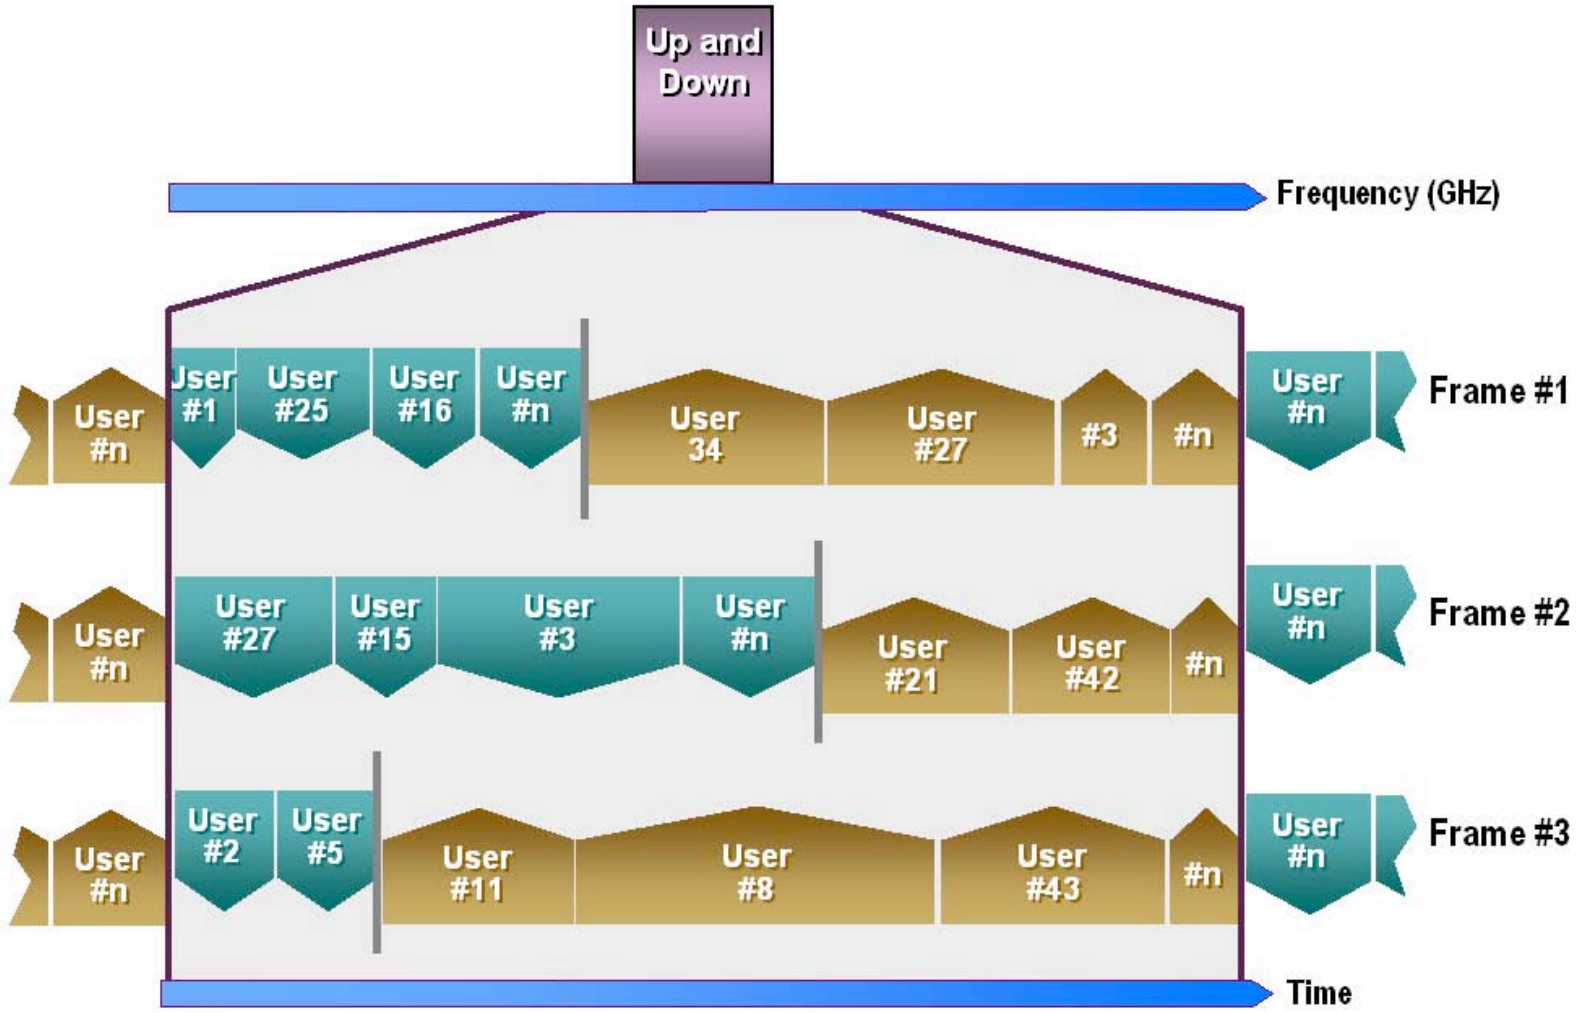 Up and
Down
Frequency (GHz)
User
#n
User
#1
User
#25
User
#16
User
#n
User
34
User
#27
#3
#n
User
#n
Frame #1
User
#n
User
#27
User
#15
User
#3
User
#n
User
#21
User
#42
#n
User
#n
Frame #2
User
#n
User
#2
User
#5
User
#11
User
#8
User
#43
#n
User
#n
Frame #3
Time